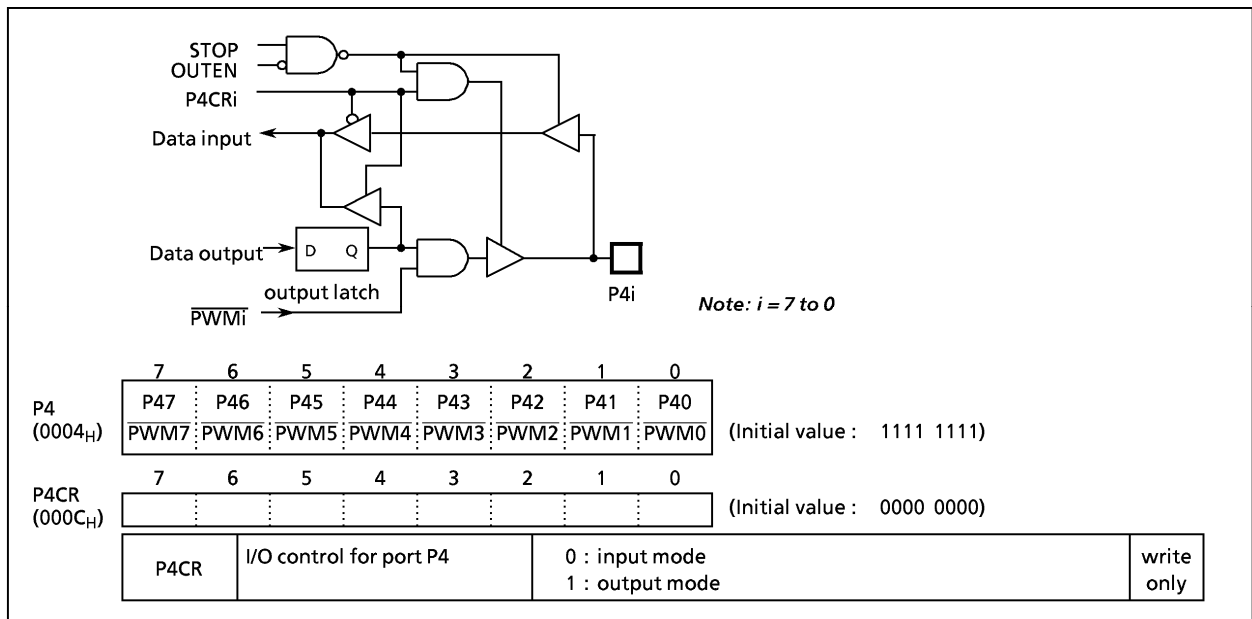 STOP
OUTEN
P4CRi
Data input
Data output
D Q
output latch
PWMi
P4i
Note: i = 7 to 0
7 6 5 4 3 2 1 0
P4
(0004H)
P47 P46 P45 P44 P43 P42 P41 P40
PWM7 PWM6 PWM5 PWM4 PWM3 PWM2 PWM1 PWM0
(Initial value : 1111 1111)
7 6 5 4 3 2 1 0
P4CR
(000CH)
(Initial value : 0000 0000)
P4CR
I/O control for port P4
0 : input mode
1 : output mode
write
only